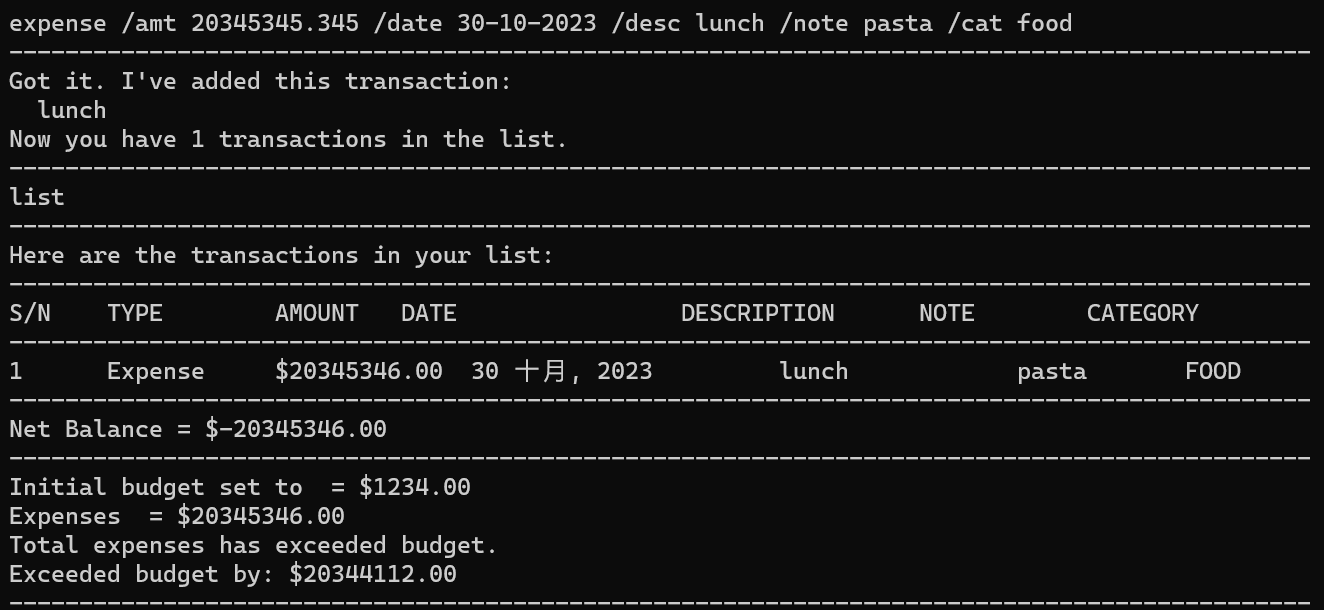 expense /amt 20345345.345 /date 30-10-2023 /desc lunch /note pasta /cat food
---------------------------------------------------------------------------------------------
Got it. I've added this transaction:
  lunch
Now you have 1 transactions in the list.
---------------------------------------------------------------------------------------------
list
---------------------------------------------------------------------------------------------
Here are the transactions in your list:
---------------------------------------------------------------------------------------------
S/N    TYPE        AMOUNT   DATE                DESCRIPTION      NOTE        CATEGORY
---------------------------------------------------------------------------------------------
1      Expense     $20345346.00  30 十月, 2023         lunch            pasta       FOOD
---------------------------------------------------------------------------------------------
Net Balance = $-20345346.00
---------------------------------------------------------------------------------------------
Initial budget set to  = $1234.00
Expenses  = $20345346.00
Total expenses has exceeded budget.
Exceeded budget by: $20344112.00
---------------------------------------------------------------------------------------------